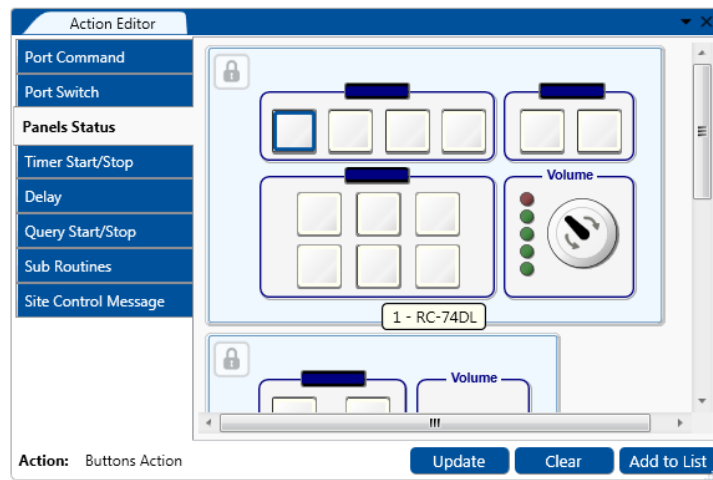 Action Editor
Port Command
Port Switch
Panels Status
Timer Start/Stop
Delay
Query Start/Stop
Sub Routines
Site Control Message
Volume
1 - RC-74DL
Volume
Action: Buttons Action
Update
Clear
Add to List